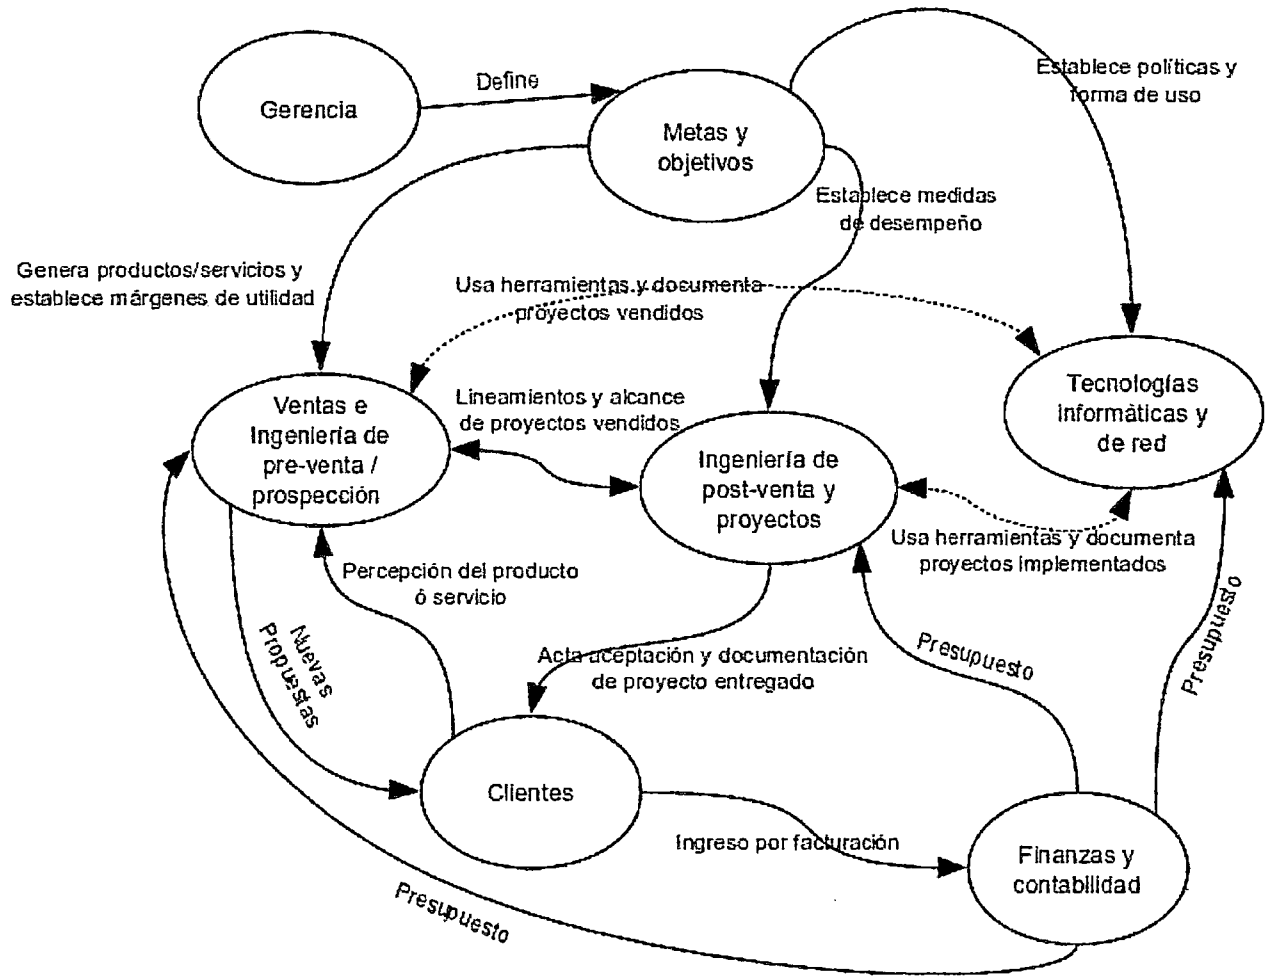 Establece políticas y
forma de uso
Define
Gerencia
Metas y
objetivos
Establece medidas
de desempeño
Genera productos/servicios y
establece márgenes de utilidad
Usa herramientas y documenta
proyectos vendidos
Tecnologías
informàticas y
de red
Ventas e
Ingeniería de
pre-venta /
prospección
Lineamientos y alcance
de proyectos vendidos
Ingeniería de
post-venta y
proyectos
Usa herramientas y documenta
proyectos implementados
Percepción del producto
ó servicio
Nuevas
Propuestas
Acta aceptación y documentación
de proyecto entregado
Presupuesto
Presupuesto
Clientes
Ingreso por facturación
Finanzas y
contabilidad
Presupuesto